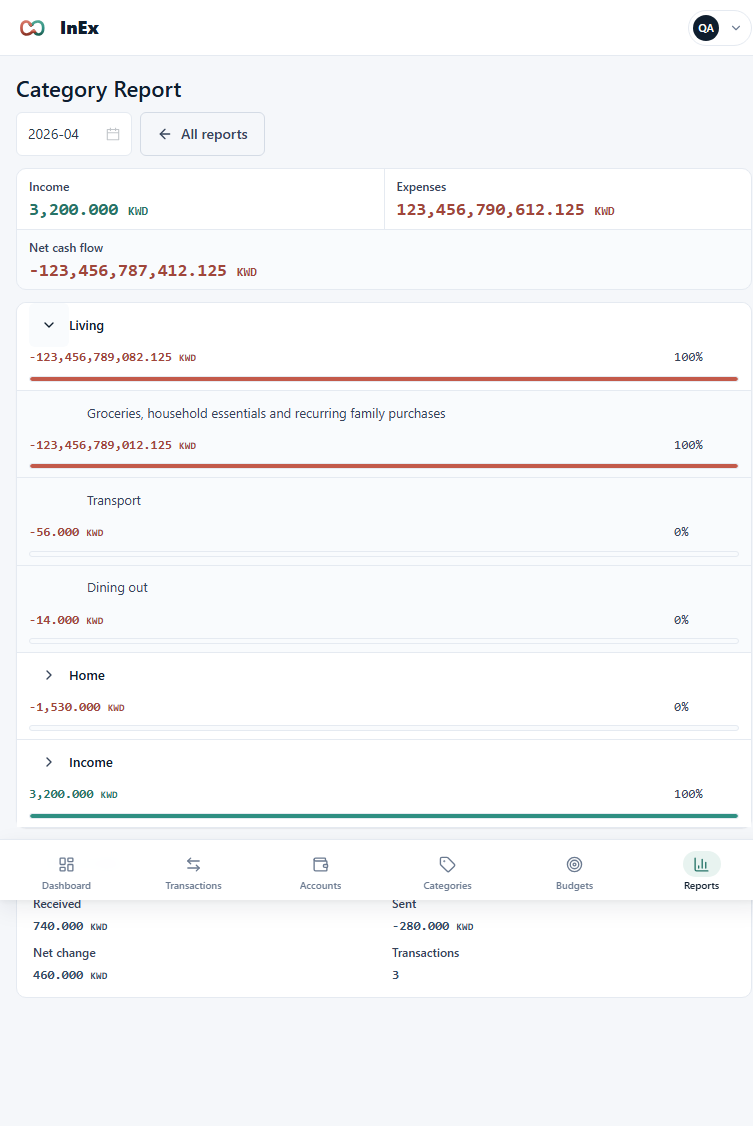 InEx
QA
Category Report
2026-04
All reports
Income
3,200.000 KWD
Expenses
123,456,790,612.125 KWD
Net cash flow
-123,456,787,412.125 KWD
Living
-123,456,789,082.125 KWD 100%
Groceries, household essentials and recurring family purchases
-123,456,789,012.125 KWD 100%
Transport
-56.000 KWD 0%
Dining out
-14.000 KWD 0%
Home
-1,530.000 KWD 0%
Income
3,200.000 KWD 100%
Dashboard Transactions Accounts Categories Budgets Reports
Received
740.000 KWD
Sent
-280.000 KWD
Net change
460.000 KWD
Transactions
3